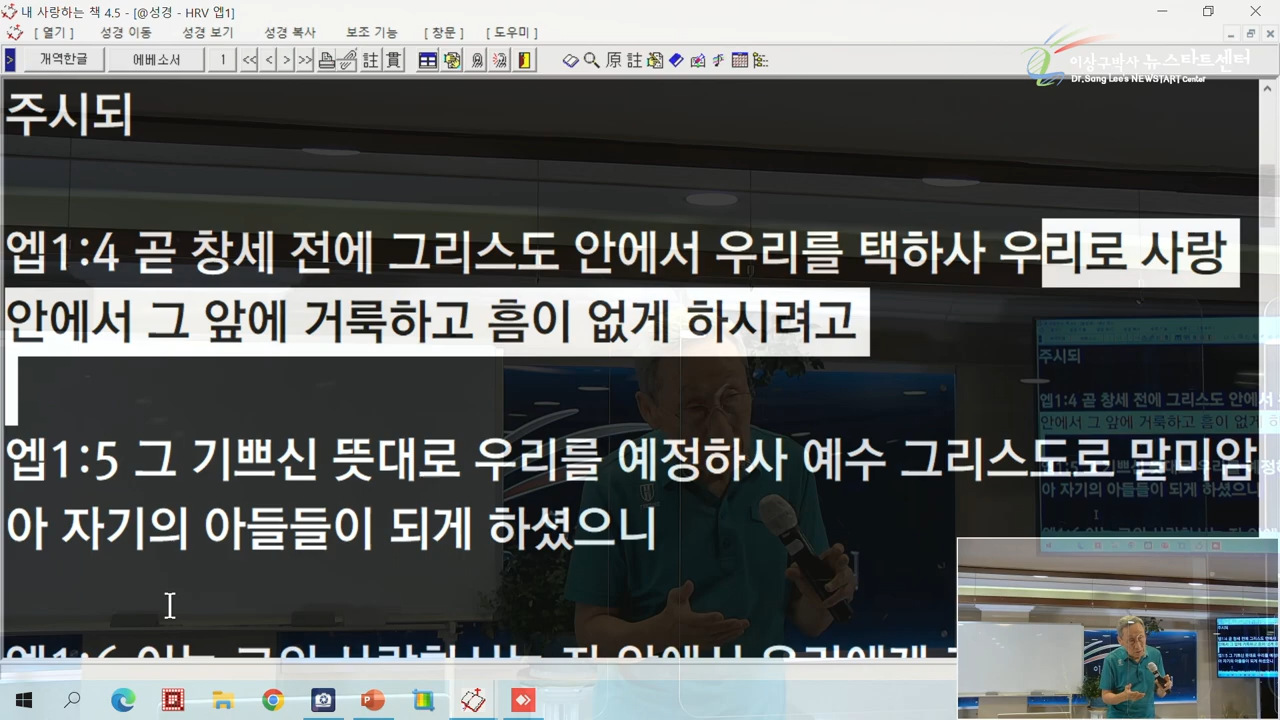 내 사랑하는 책 4.5 - [@성경 - HRV 엡1]
[ 열기 ] 성경 이동 성경 보기 성경 복사 보조 기능 [ 창문 ] [ 도우미 ]
개역한글 에베소서 1 << < > >> 註 貫 原 註
이상구박사 뉴스타트센터
Dr.Sang Lee's NEWSTART Center
주시되
엡1:4 곧 창세 전에 그리스도 안에서 우리를 택하사 우리로 사랑
안에서 그 앞에 거룩하고 흠이 없게 하시려고
엡1:5 그 기쁘신 뜻대로 우리를 예정하사 예수 그리스도로 말미암
아 자기의 아들들이 되게 하셨으니
주시되
엡1:4 곧 창세 전에 그리스도 안에서
안에서 그 앞에 거룩하고 흠이 없게
아 자기의 아들들이 되게 하셨으니